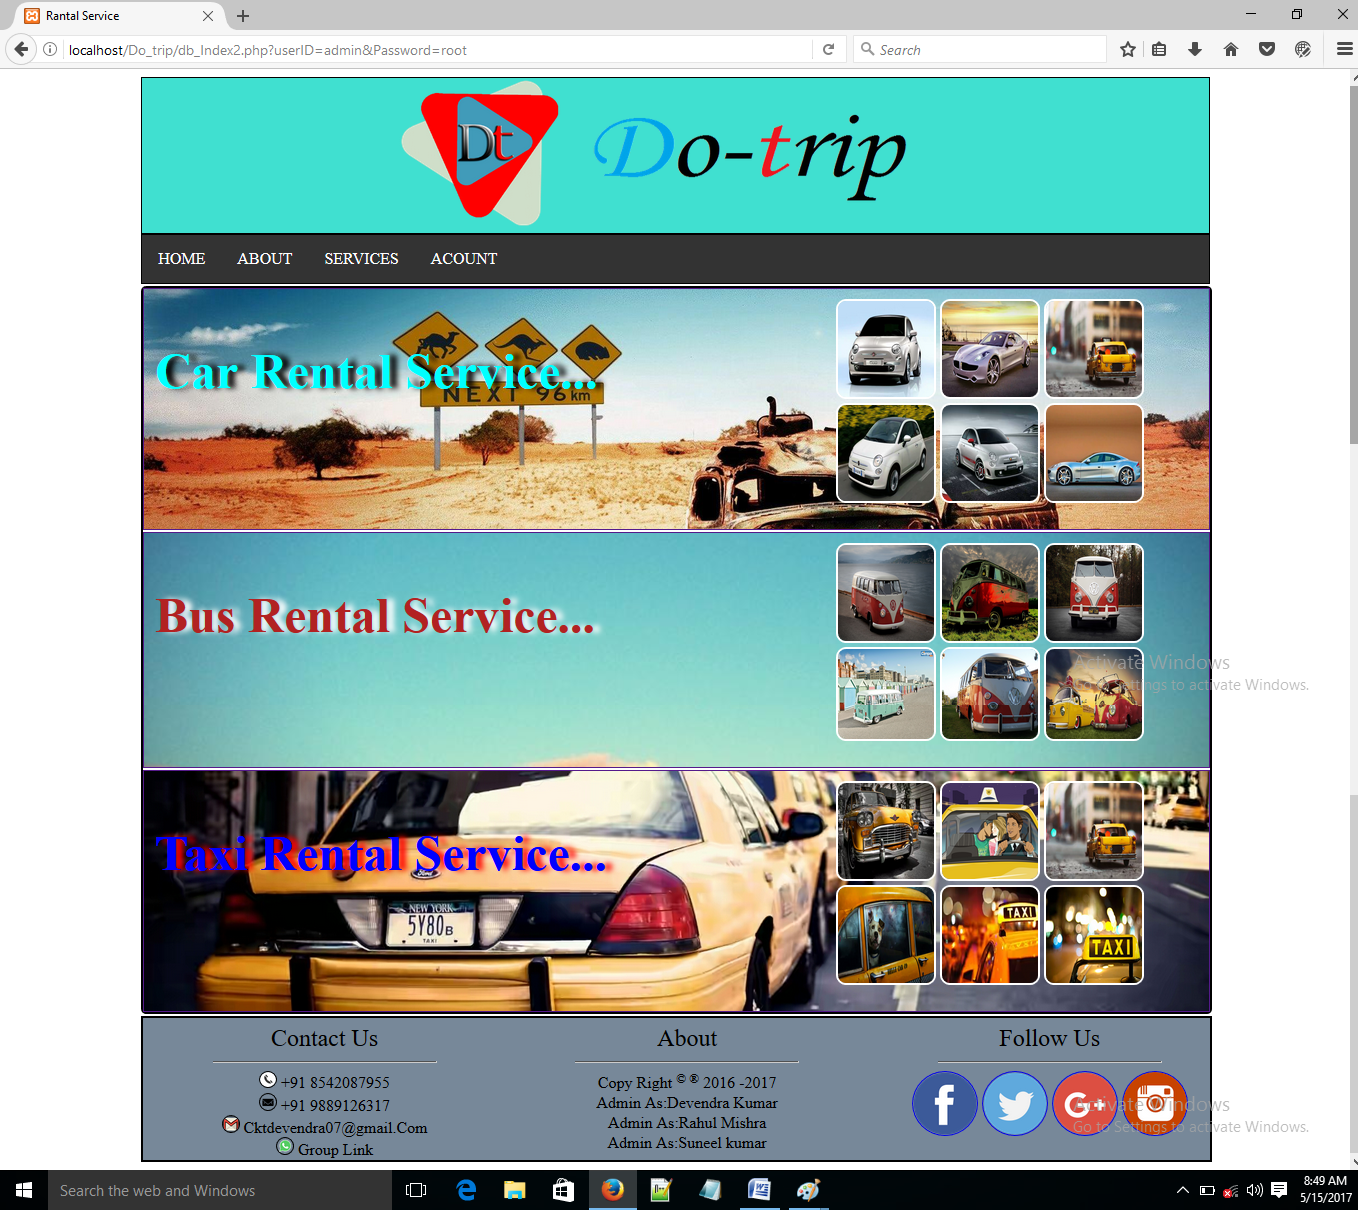 Rantal Service
localhost/Do_trip/db_Index2.php?userID=admin&Password=root
Search
Dt
Do-trip
HOME ABOUT SERVICES ACOUNT
NEXT 96 km
Car Rental Service...
Bus Rental Service...
Activate Windows
Go to Settings to activate Windows.
Taxi Rental Service...
Ford
NEW YORK
5Y80B
TAXI
TAXI
TAXI
Contact Us
+91 8542087955
+91 9889126317
Cktdevendra07@gmail.Com
Group Link
About
Copy Right © ® 2016 -2017
Admin As:Devendra Kumar
Admin As:Rahul Mishra
Admin As:Suneel kumar
Follow Us
f
G+
Activate Windows
Go to Settings to activate Windows.
Search the web and Windows
8:49 AM
5/15/2017